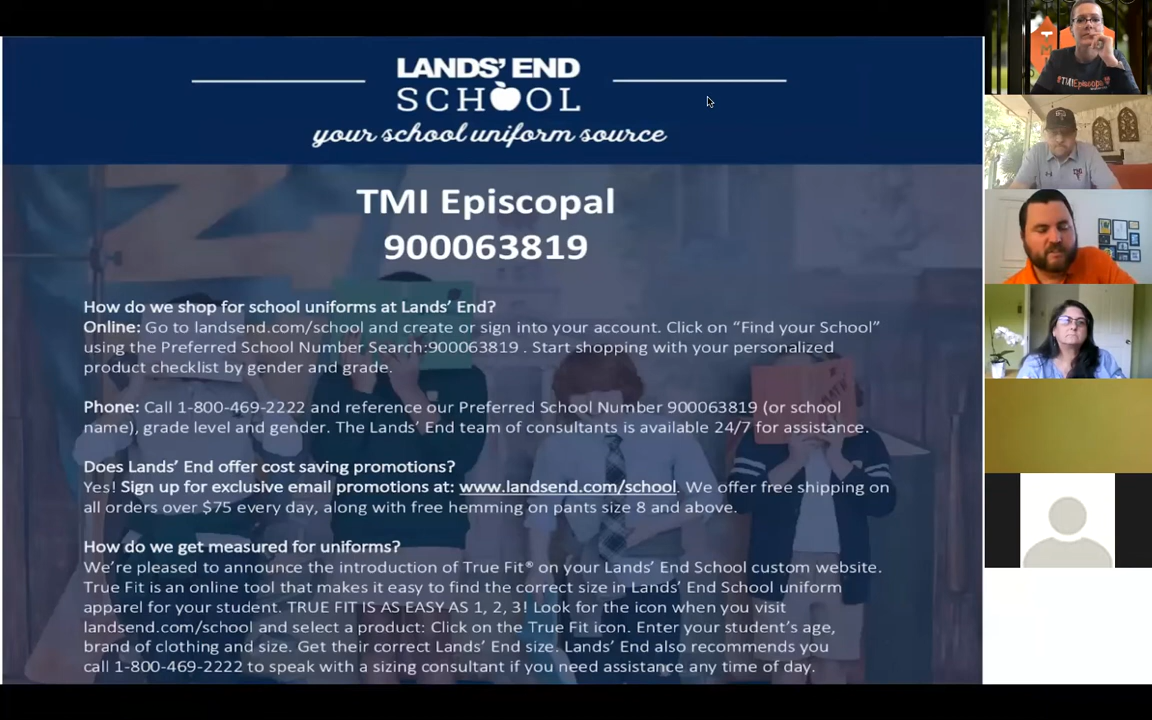 LANDS' END
SCHOOL
your school uniform source
TMI Episcopal
900063819
How do we shop for school uniforms at Lands' End?
Online: Go to landsend.com/school and create or sign into your account. Click on “Find your School”
using the Preferred School Number Search:900063819 . Start shopping with your personalized
product checklist by gender and grade.
Phone: Call 1-800-469-2222 and reference our Preferred School Number 900063819 (or school
name), grade level and gender. The Lands' End team of consultants is available 24/7 for assistance.
Does Lands' End offer cost saving promotions?
Yes! Sign up for exclusive email promotions at: www.landsend.com/school. We offer free shipping on
all orders over $75 every day, along with free hemming on pants size 8 and above.
How do we get measured for uniforms?
We're pleased to announce the introduction of True Fit® on your Lands' End School custom website.
True Fit is an online tool that makes it easy to find the correct size in Lands' End School uniform
apparel for your student. TRUE FIT IS AS EASY AS 1, 2, 3! Look for the icon when you visit
landsend.com/school and select a product: Click on the True Fit icon. Enter your student's age,
brand of clothing and size. Get their correct Lands' End size. Lands' End also recommends you
call 1-800-469-2222 to speak with a sizing consultant if you need assistance any time of day.
#TMIEpiscopal